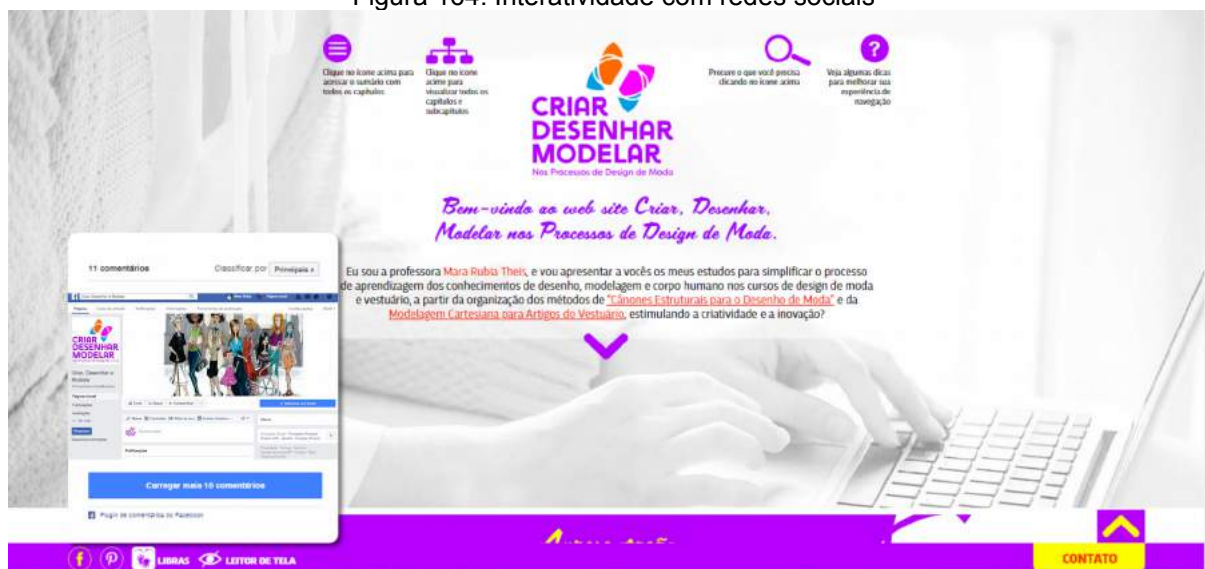 Figura 104: Interatividade com redes sociais
Clique no ícone acima para
acessar o sumário com
todos os capítulos
Clique no ícone
acima para
visualizar todos os
capítulos e
subcapítulos
CRIAR
DESENHAR
MODELAR
Nos Processos de Design de Moda
Procure o que você precisa
clicando no ícone acima
?
Veja algumas dicas
para melhorar sua
experiência de
navegação
Bem-vindo ao web site Criar, Desenhar,
Modelar nos Processos de Design de Moda.
Eu sou a professora Mara Rubia Theis, e vou apresentar a vocês os meus estudos para simplificar o processo
de aprendizagem dos conhecimentos de desenho, modelagem e corpo humano nos cursos de design de moda
e vestuário, a partir da organização dos métodos de "Cânones Estruturais para o Desenho de Moda" e da
Modelagem Cartesiana para Artigos do Vestuário, estimulando a criatividade e a inovação?
11 comentários
Classificar por Principais
CRIAR
DESENHAR
MODELAR
Criar, Desenhar e
Modelar
Carregar mais 10 comentários
Plugin de comentários do Facebook
LIBRAS
LEITOR DE TELA
CONTATO